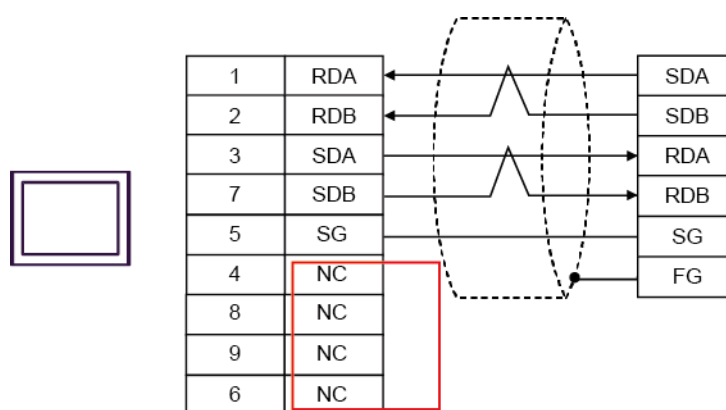 1 RDA SDA
2 RDB SDB
3 SDA RDA
7 SDB RDB
5 SG SG
4 NC FG
8 NC
9 NC
6 NC